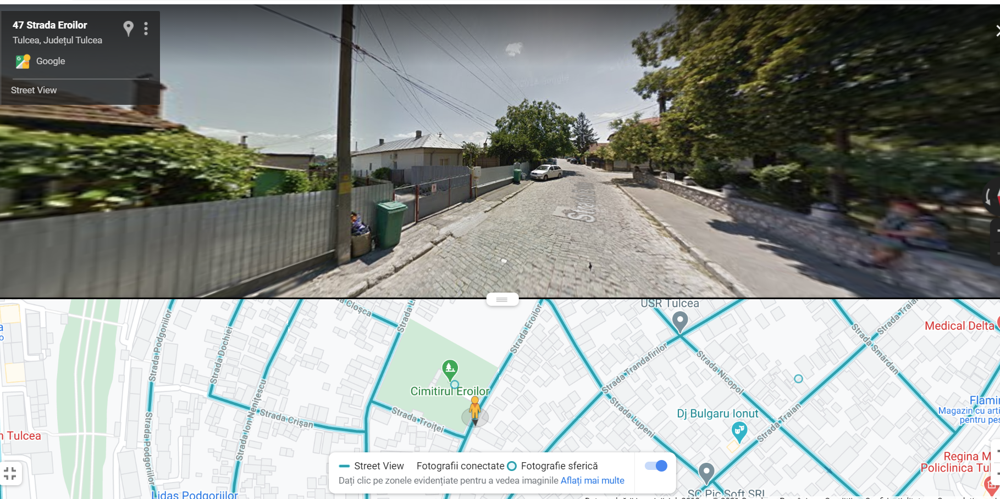 47 Strada Eroilor
Tulcea, Județul Tulcea
Google
Street View
USR Tulcea
Medical Delta
Strada Podgoriilor
Strada Dochiei
Cloșca
Strada
Strada Eroilor
Strada Trandafirilor
Strada Nicopol
Strada Smârdan
Strada Traian
Cimitirul Eroilor
Strada Ion Nenițescu
Strada Crișan
Strada Troiței
Strada Lupeni
Dj Bulgaru Ionut
Strada Traian
Flamin
Magazin cu arti
pentru pes
Tulcea
Strada Podgoriilor
Regina M
Policlinica Tul
Street View
Fotografii conectate
Fotografie sferică
Dați clic pe zonele evidențiate pentru a vedea imaginile Aflați mai multe
Lidas Podgoriilor
SC Pic Soft SRL